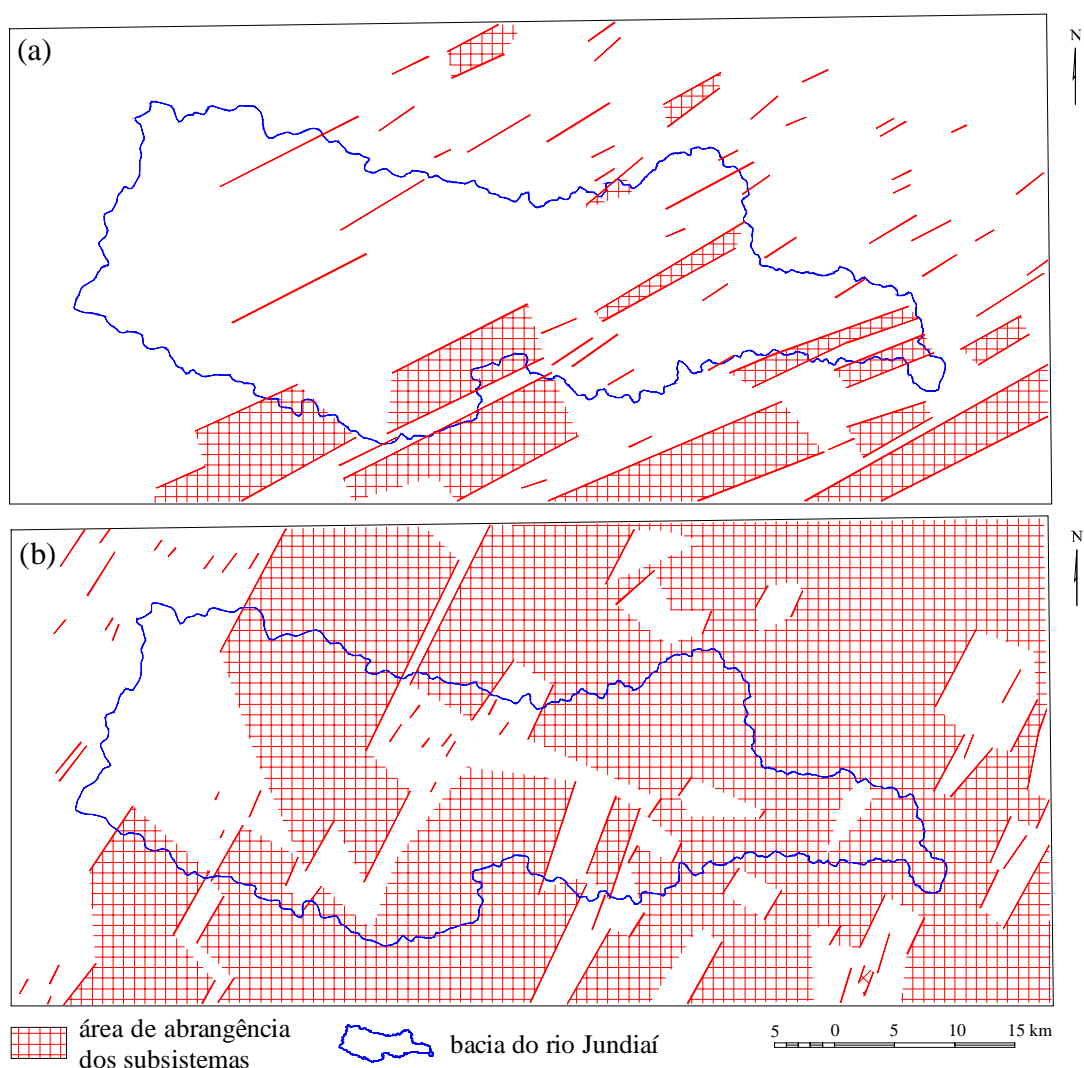 (a)
N
(b)
N
área de abrangência
dos subsistemas
bacia do rio Jundiaí
5 0 5 10 15 km